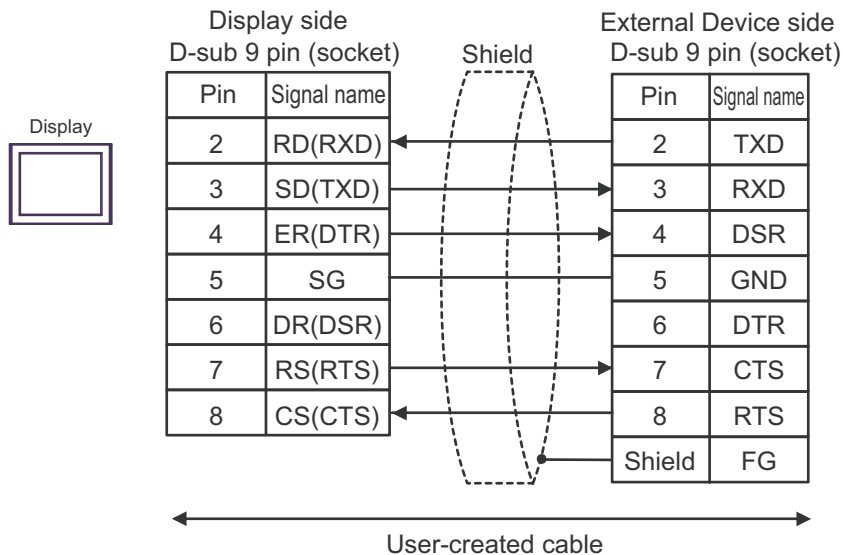 Display side
D-sub 9 pin (socket)
Shield
External Device side
D-sub 9 pin (socket)
Display
Pin Signal name
2 RD(RXD)
3 SD(TXD)
4 ER(DTR)
5 SG
6 DR(DSR)
7 RS(RTS)
8 CS(CTS)
Pin Signal name
2 TXD
3 RXD
4 DSR
5 GND
6 DTR
7 CTS
8 RTS
Shield FG
User-created cable